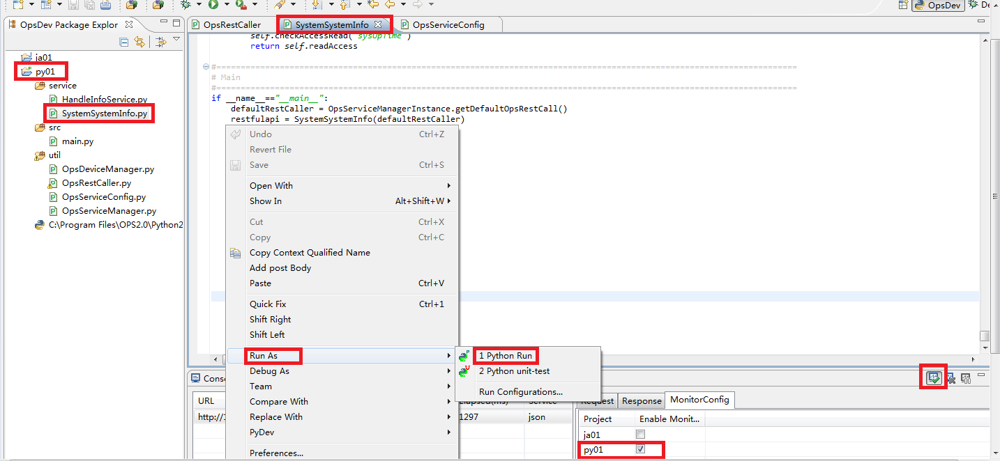 OpsDev
De
OpsDev Package Explor
OpsRestCaller
SystemSystemInfo
OpsServiceConfig
ja01
py01
service
HandleInfoService.py
SystemSystemInfo.py
src
main.py
util
OpsDeviceManager.py
OpsRestCaller.py
OpsServiceConfig.py
OpsServiceManager.py
C:\Program Files\OPS2.0\Python2
self.checkAccessRead("sysUpTime")
return self.readAccess
# Main
if __name__=="__main__":
defaultRestCaller = OpsServiceManagerInstance.getDefaultOpsRestCall()
restfulapi = SystemSystemInfo(defaultRestCaller)
Undo Ctrl+Z
Revert File
Save Ctrl+S
Open With
Show In Alt+Shift+W
Cut Ctrl+X
Copy Ctrl+C
Copy Context Qualified Name
Add post Body
Paste Ctrl+V
Quick Fix Ctrl+1
Shift Right
Shift Left
Run As
Debug As
Team
Compare With
Replace With
PyDev
Preferences...
1 Python Run
2 Python unit-test
Run Configurations...
Conso
URL Elapsed(ms) Service
http://1 1297 json
Request Response MonitorConfig
Project Enable Monit...
ja01
py01